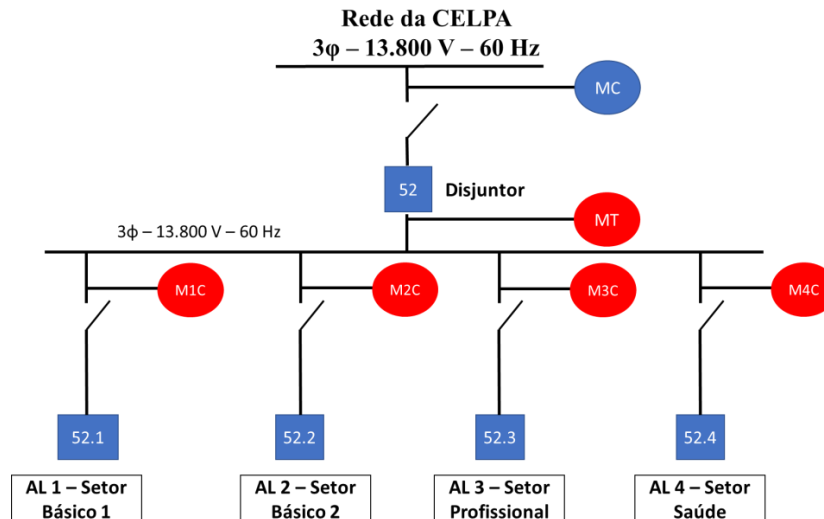 Rede da CELPA
3φ – 13.800 V – 60 Hz
MC
52
Disjuntor
MT
3ϕ – 13.800 V – 60 Hz
M1C
M2C
M3C
M4C
52.1
52.2
52.3
52.4
AL 1 – Setor
Básico 1
AL 2 – Setor
Básico 2
AL 3 – Setor
Profissional
AL 4 – Setor
Saúde